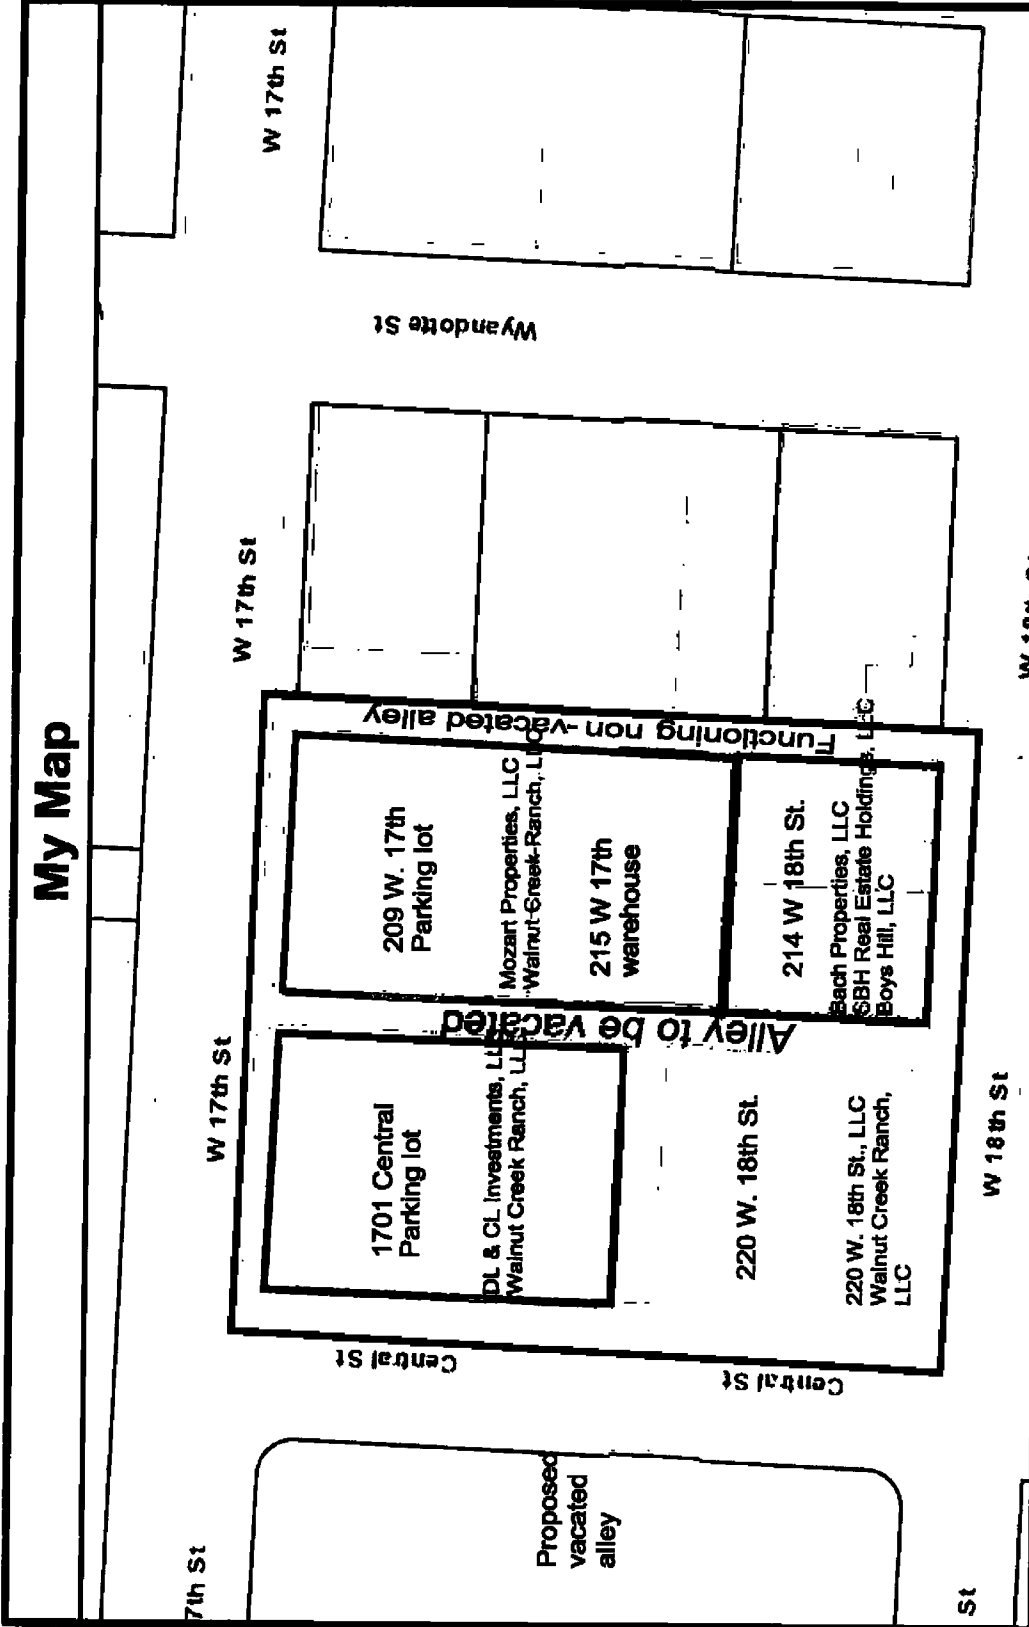 My Map
7th St
W 17th St
W 17th St
W 17th St
Central St
Central St
Wyandotte St
1701 Central
Parking lot
DL & CL Investments, LL
Walnut Creek Ranch, LL
209 W. 17th
Parking lot
Mozart Properties, LLC
Walnut Creek Ranch, LLC
215 W 17th
warehouse
Alley to be vacated
Functioning non-vacated alley
220 W. 18th St.
220 W. 18th St., LLC
Walnut Creek Ranch,
LLC
214 W 18th St.
Bach Properties, LLC
SBH Real Estate Holdings, LLC
Boys Hill, LLC
Proposed
vacated
alley
St
W 18th St